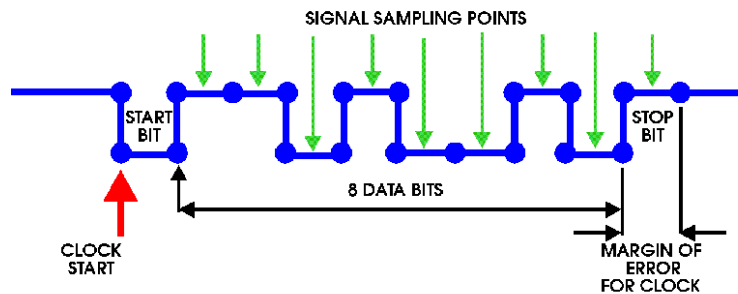 SIGNAL SAMPLING POINTS
START
BIT
STOP
BIT
8 DATA BITS
CLOCK
START
MARGIN OF
ERROR
FOR CLOCK